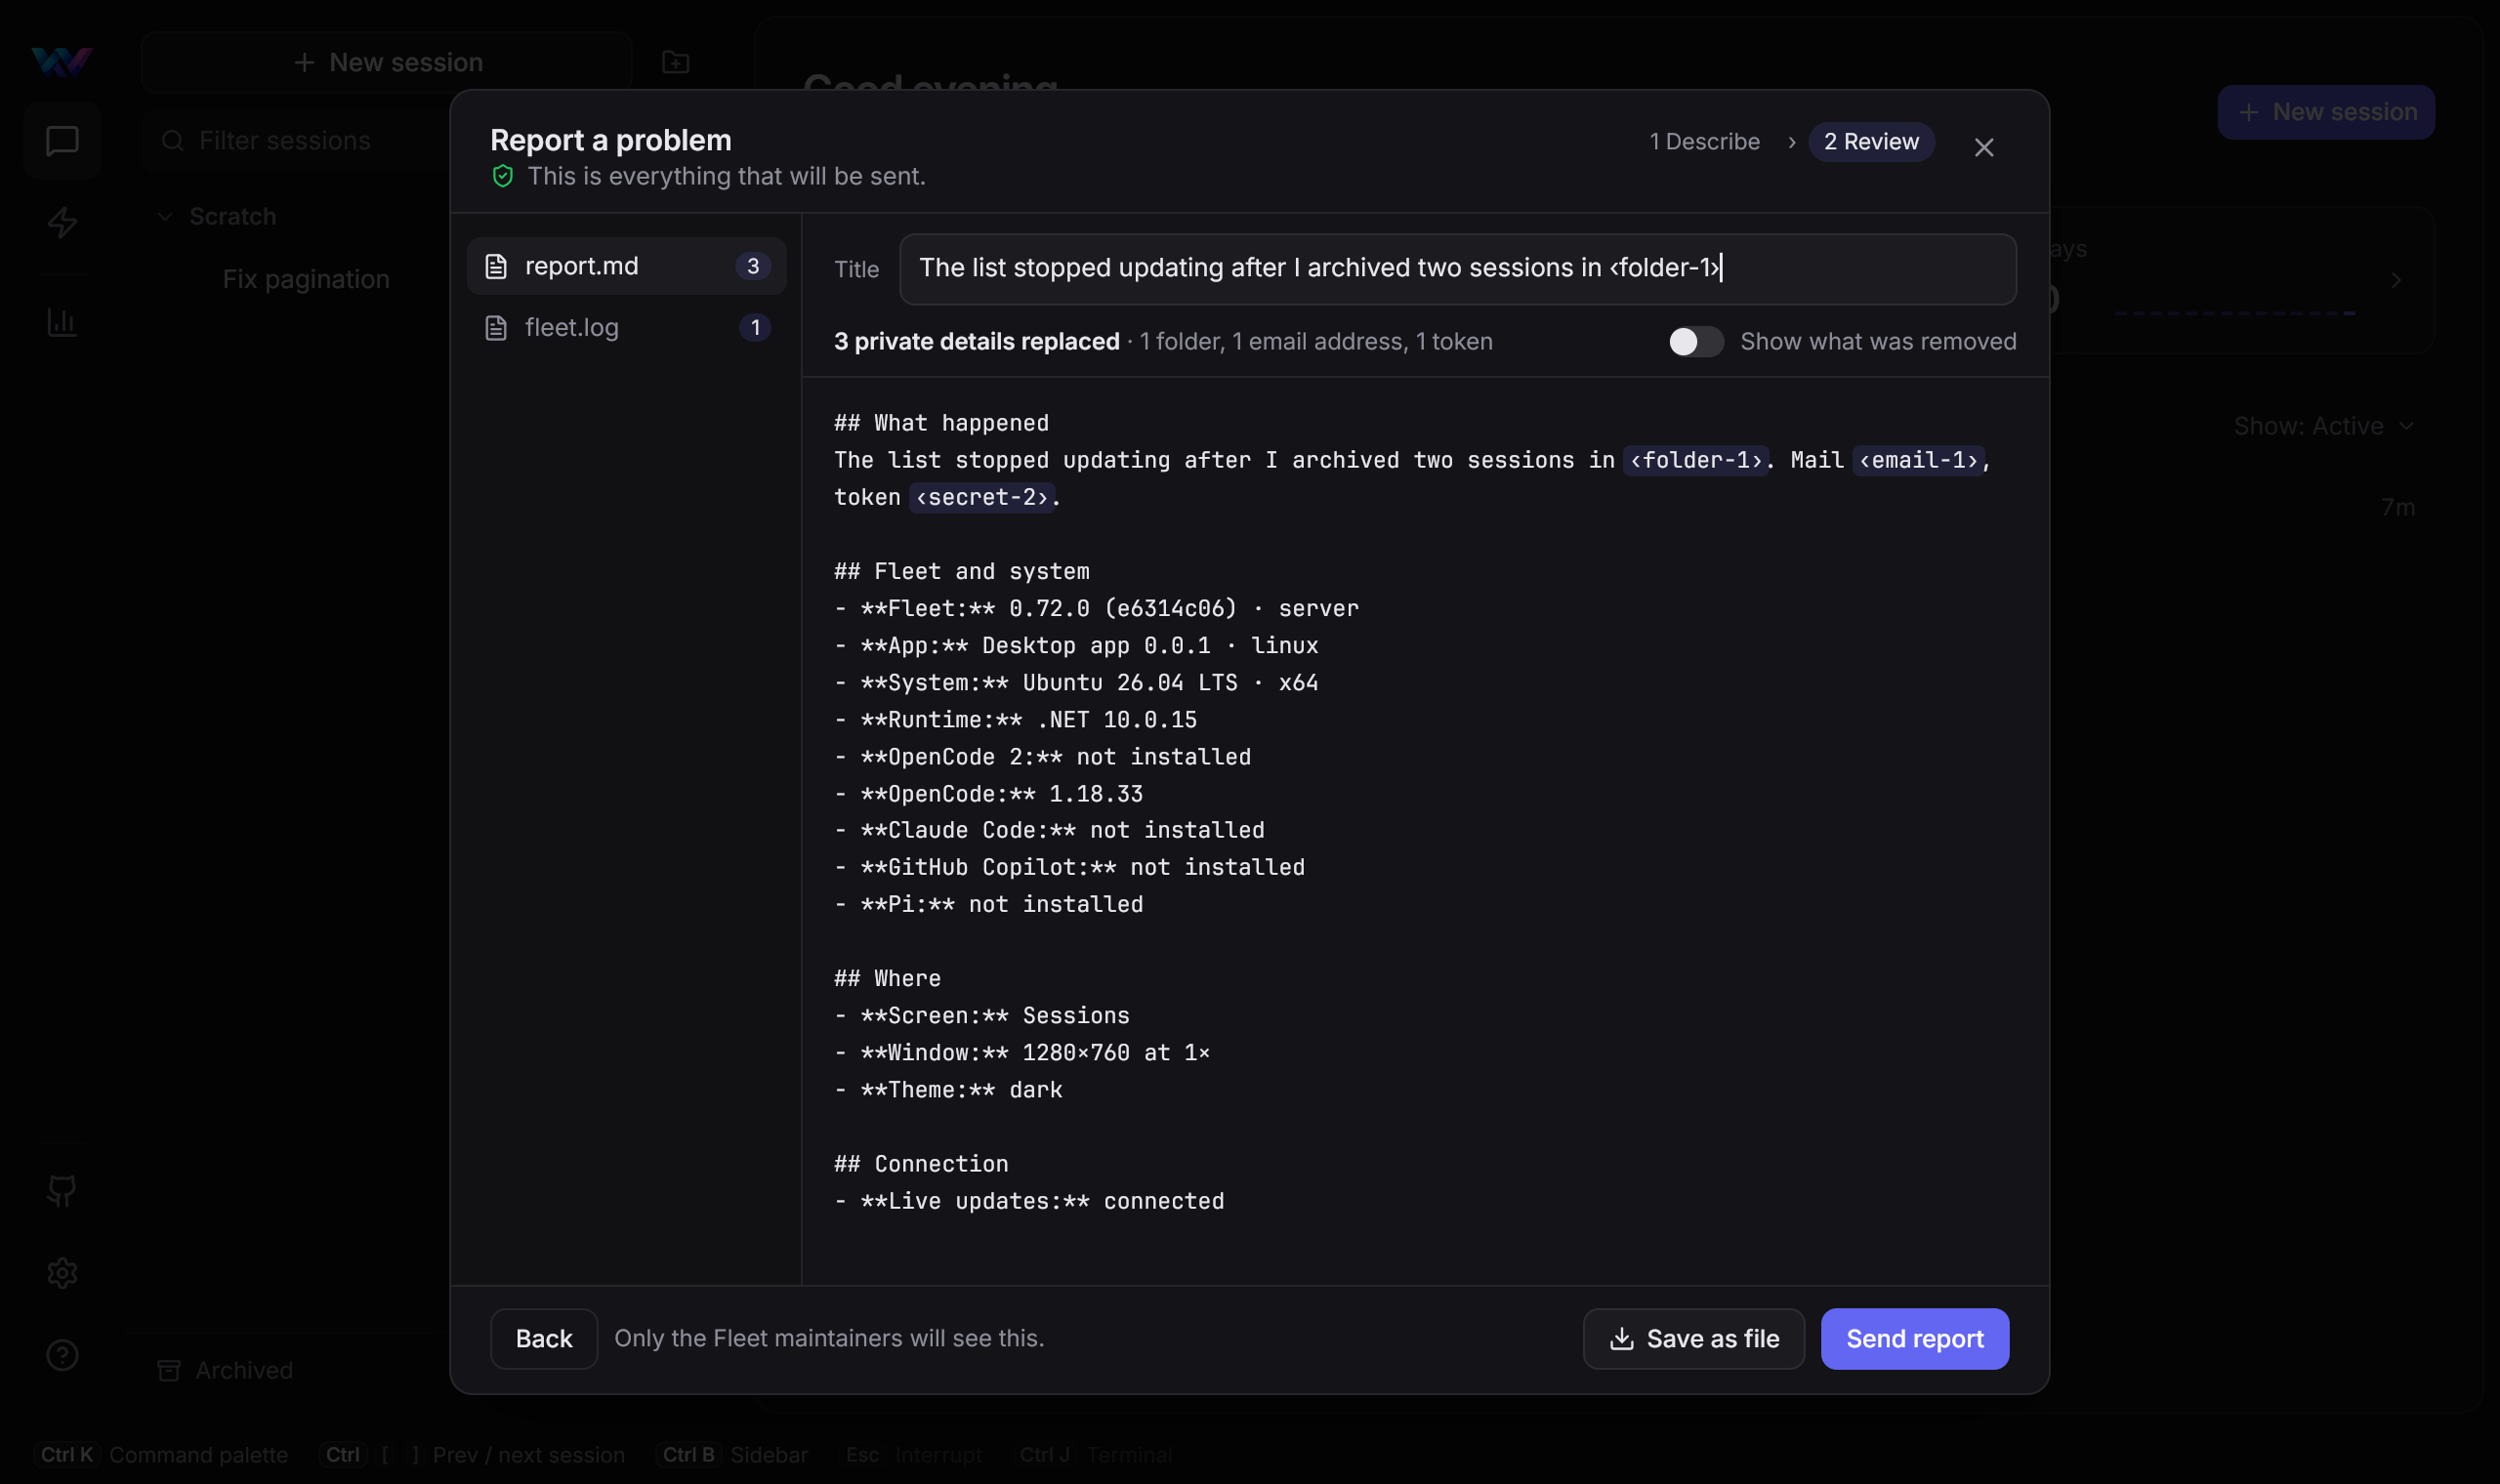 New session
Filter sessions
Scratch
Fix pagination
Archived
Good evening
New session
ays
Show: Active
7m
Report a problem
This is everything that will be sent.
1 Describe › 2 Review
report.md 3
fleet.log 1
Title The list stopped updating after I archived two sessions in ‹folder-1›
3 private details replaced · 1 folder, 1 email address, 1 token
Show what was removed
## What happened
The list stopped updating after I archived two sessions in ‹folder-1›. Mail ‹email-1›,
token ‹secret-2›.
## Fleet and system
- **Fleet:** 0.72.0 (e6314c06) · server
- **App:** Desktop app 0.0.1 · linux
- **System:** Ubuntu 26.04 LTS · x64
- **Runtime:** .NET 10.0.15
- **OpenCode 2:** not installed
- **OpenCode:** 1.18.33
- **Claude Code:** not installed
- **GitHub Copilot:** not installed
- **Pi:** not installed
## Where
- **Screen:** Sessions
- **Window:** 1280×760 at 1×
- **Theme:** dark
## Connection
- **Live updates:** connected
Back
Only the Fleet maintainers will see this.
Save as file
Send report
Ctrl K Command palette Ctrl [ ] Prev / next session Ctrl B Sidebar Esc Interrupt Ctrl J Terminal